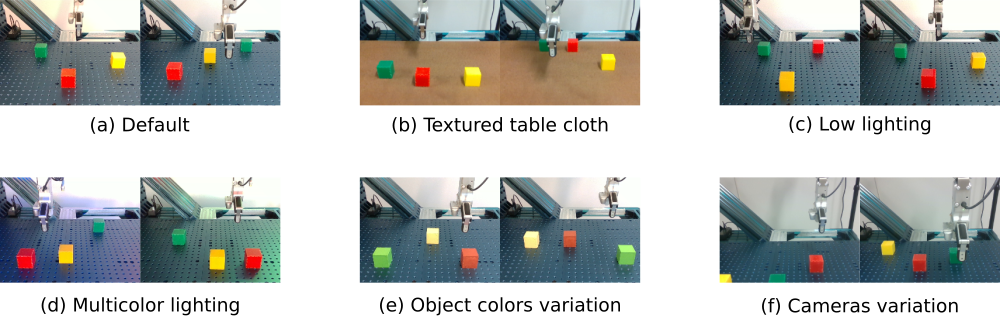 (a) Default
(b) Textured table cloth
(c) Low lighting
(d) Multicolor lighting
(e) Object colors variation
(f) Cameras variation